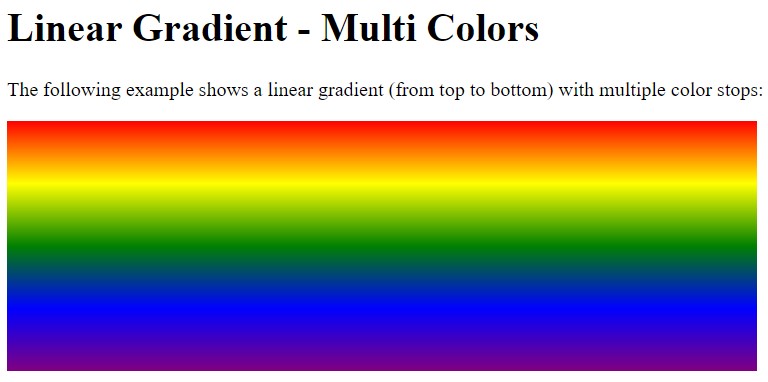 Linear Gradient - Multi Colors
The following example shows a linear gradient (from top to bottom) with multiple color stops: